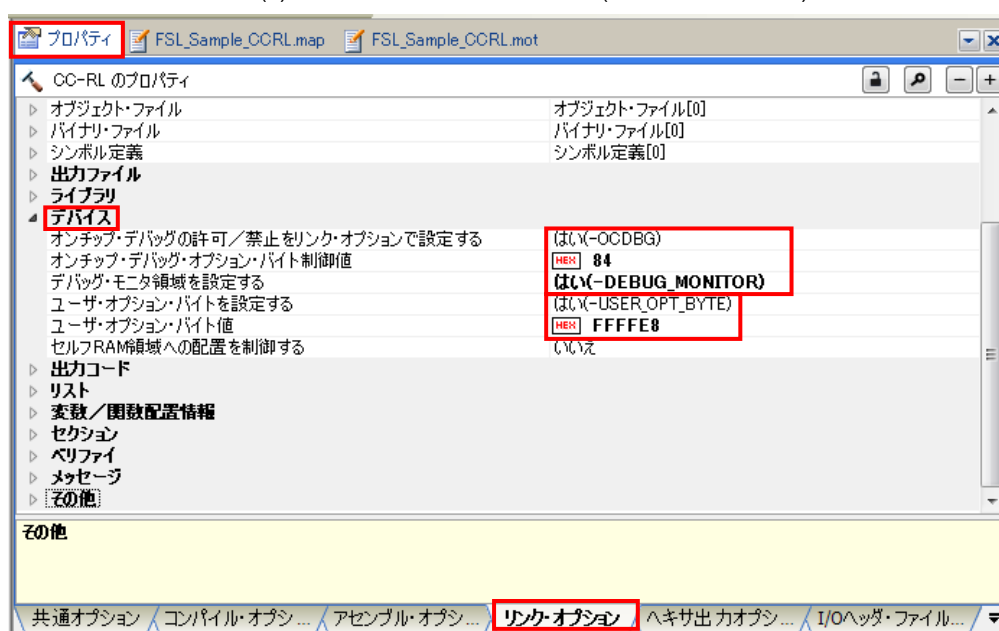 プロパティ FSL_Sample_CCRL.map FSL_Sample_CCRL.mot
CC-RL のプロパティ
オブジェクト・ファイル オブジェクト・ファイル[0]
バイナリ・ファイル バイナリ・ファイル[0]
シンボル定義 シンボル定義[0]
出力ファイル
ライブラリ
デバイス
オンチップ・デバッグの許可/禁止をリンク・オプションで設定する はい(-OCDBG)
オンチップ・デバッグ・オプション・バイト制御値 HEX 84
デバッグ・モニタ領域を設定する はい(-DEBUG_MONITOR)
ユーザ・オプション・バイトを設定する はい(-USER_OPT_BYTE)
ユーザ・オプション・バイト値 HEX FFFFE8
セルフRAM領域への配置を制御する いいえ
出力コード
リスト
変数/関数配置情報
セクション
ベリファイ
メッセージ
その他
その他
共通オプション コンパイル・オプシ... アセンブル・オプシ... リンク・オプション ヘキサ出力オプシ... I/Oヘッダ・ファイル...